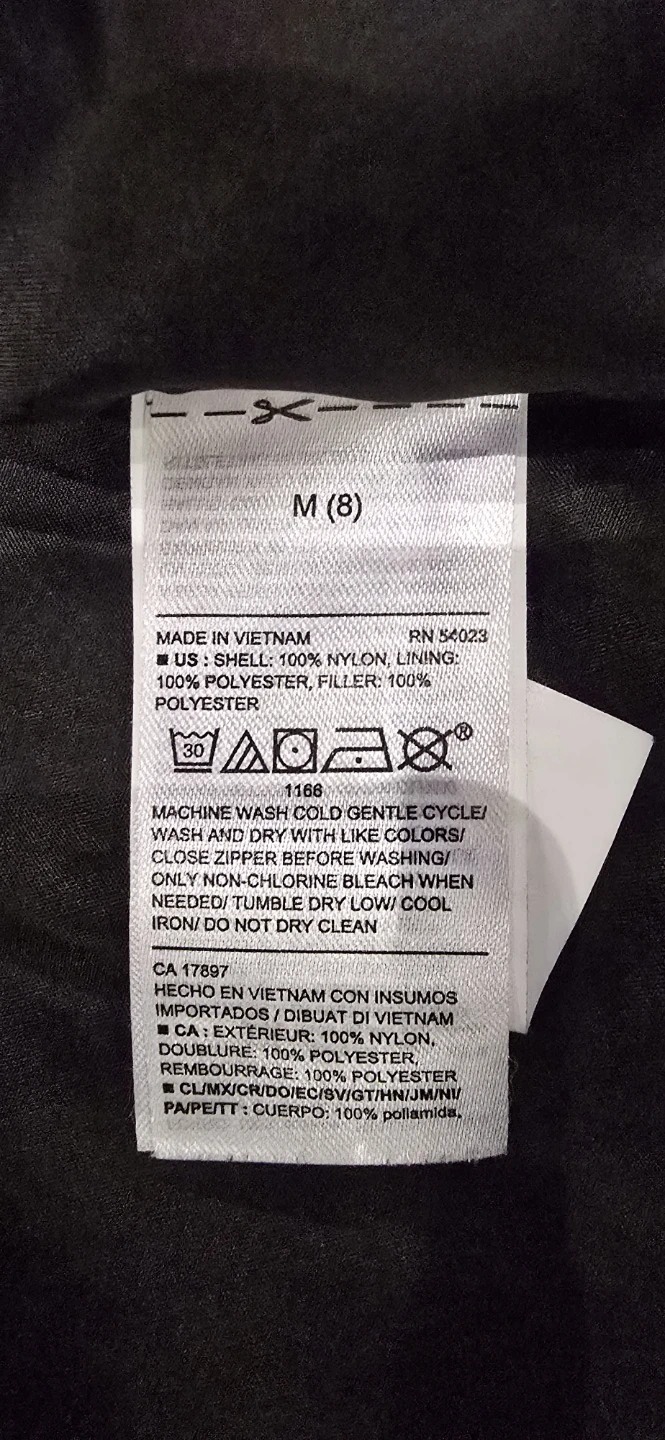 M (8)
MADE IN VIETNAM RN 54023
■ US : SHELL: 100% NYLON, LINING:
100% POLYESTER, FILLER: 100%
POLYESTER
30
®
1166
MACHINE WASH COLD GENTLE CYCLE/
WASH AND DRY WITH LIKE COLORS/
CLOSE ZIPPER BEFORE WASHING/
ONLY NON-CHLORINE BLEACH WHEN
NEEDED/ TUMBLE DRY LOW/ COOL
IRON/ DO NOT DRY CLEAN
CA 17897
HECHO EN VIETNAM CON INSUMOS
IMPORTADOS / DIBUAT DI VIETNAM
■ CA : EXTÉRIEUR: 100% NYLON,
DOUBLURE: 100% POLYESTER,
REMBOURRAGE: 100% POLYESTER
■ CL/MX/CR/DO/EC/SV/GT/HN/JM/NI/
PA/PE/TT : CUERPO: 100% poliamida,